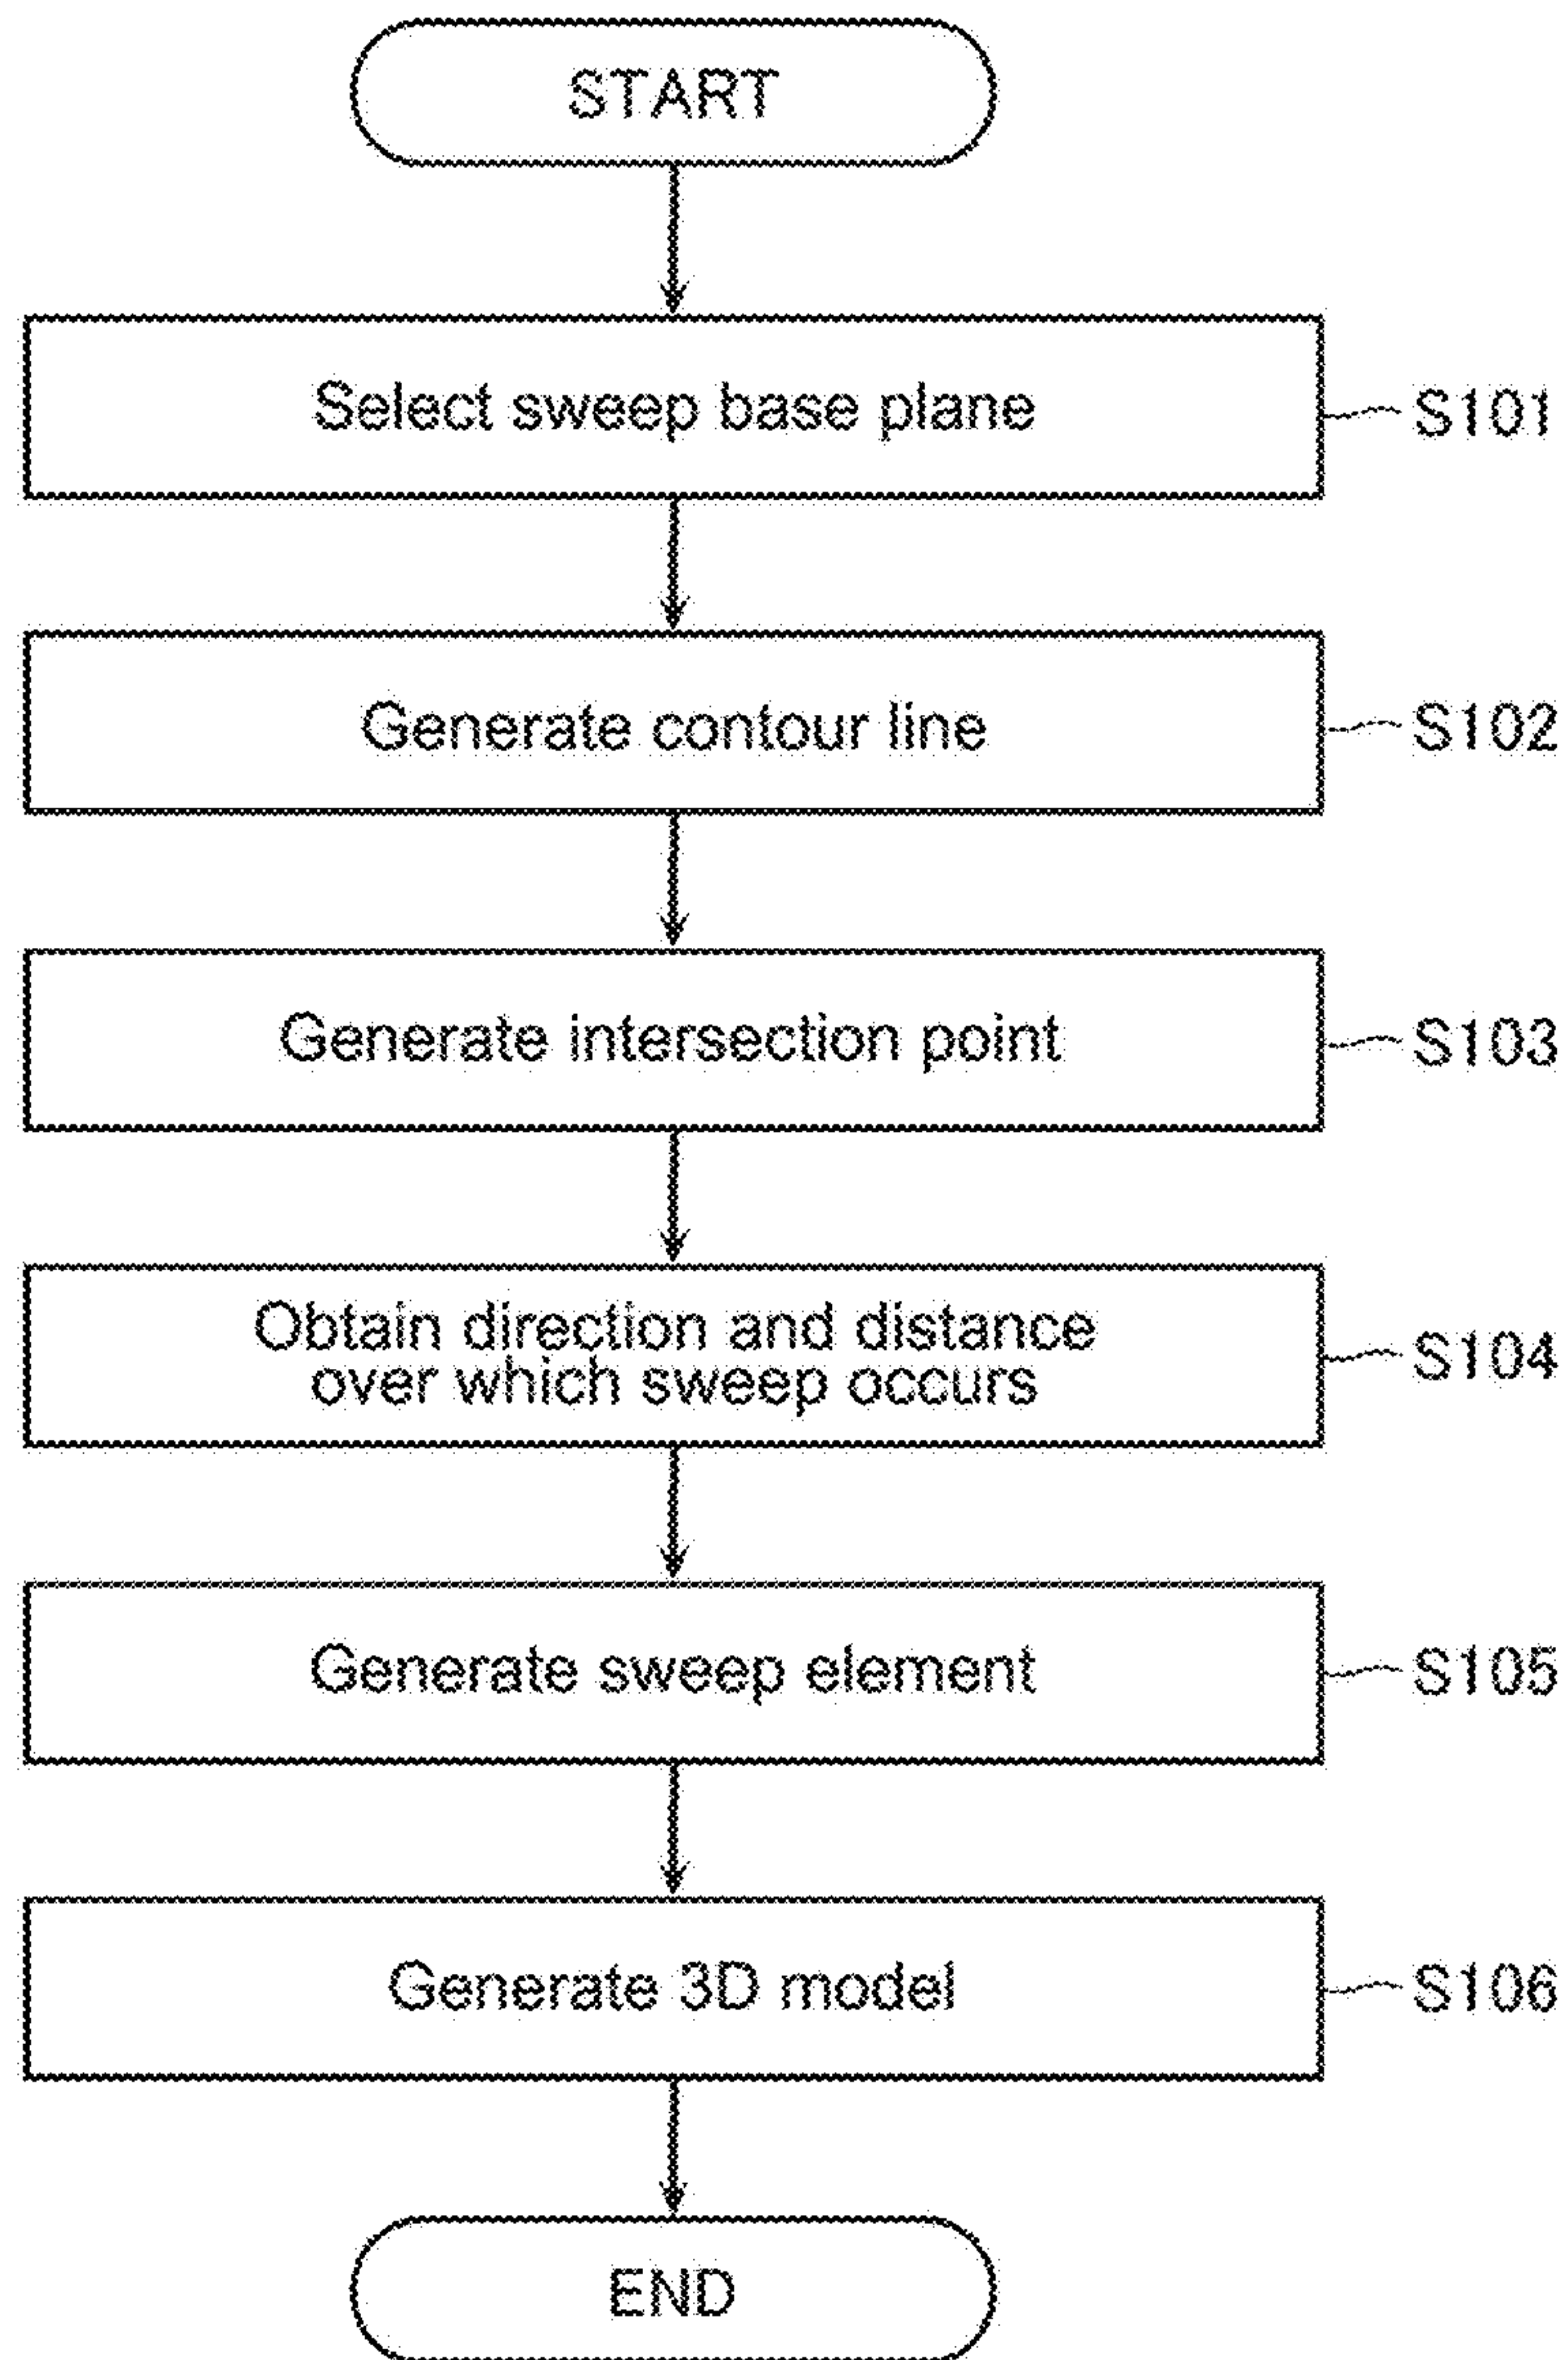 START
Select sweep base plane
S101
Generate contour line
S102
Generate intersection point
S103
Obtain direction and distance
over which sweep occurs
S104
Generate sweep element
S105
Generate 3D model
S106
END